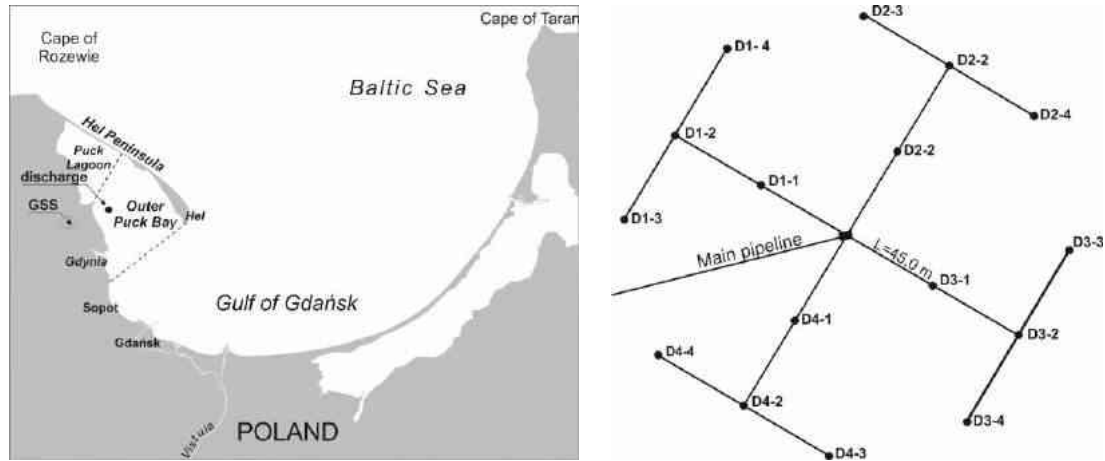 Cape of Taran
Cape of
Rozewie
Baltic Sea
Hel Peninsula
Puck
Lagoon
discharge
GSS
Outer
Puck Bay
Hel
Gdynia
Gulf of Gdańsk
Sopot
Gdańsk
Vistula
POLAND
D2-3
D1- 4
D2-2
D2-4
D1-2
D2-2
D1-1
D1-3
Main pipeline
L=45,0 m
D3-3
D3-1
D4-1
D3-2
D4-4
D4-2
D3-4
D4-3